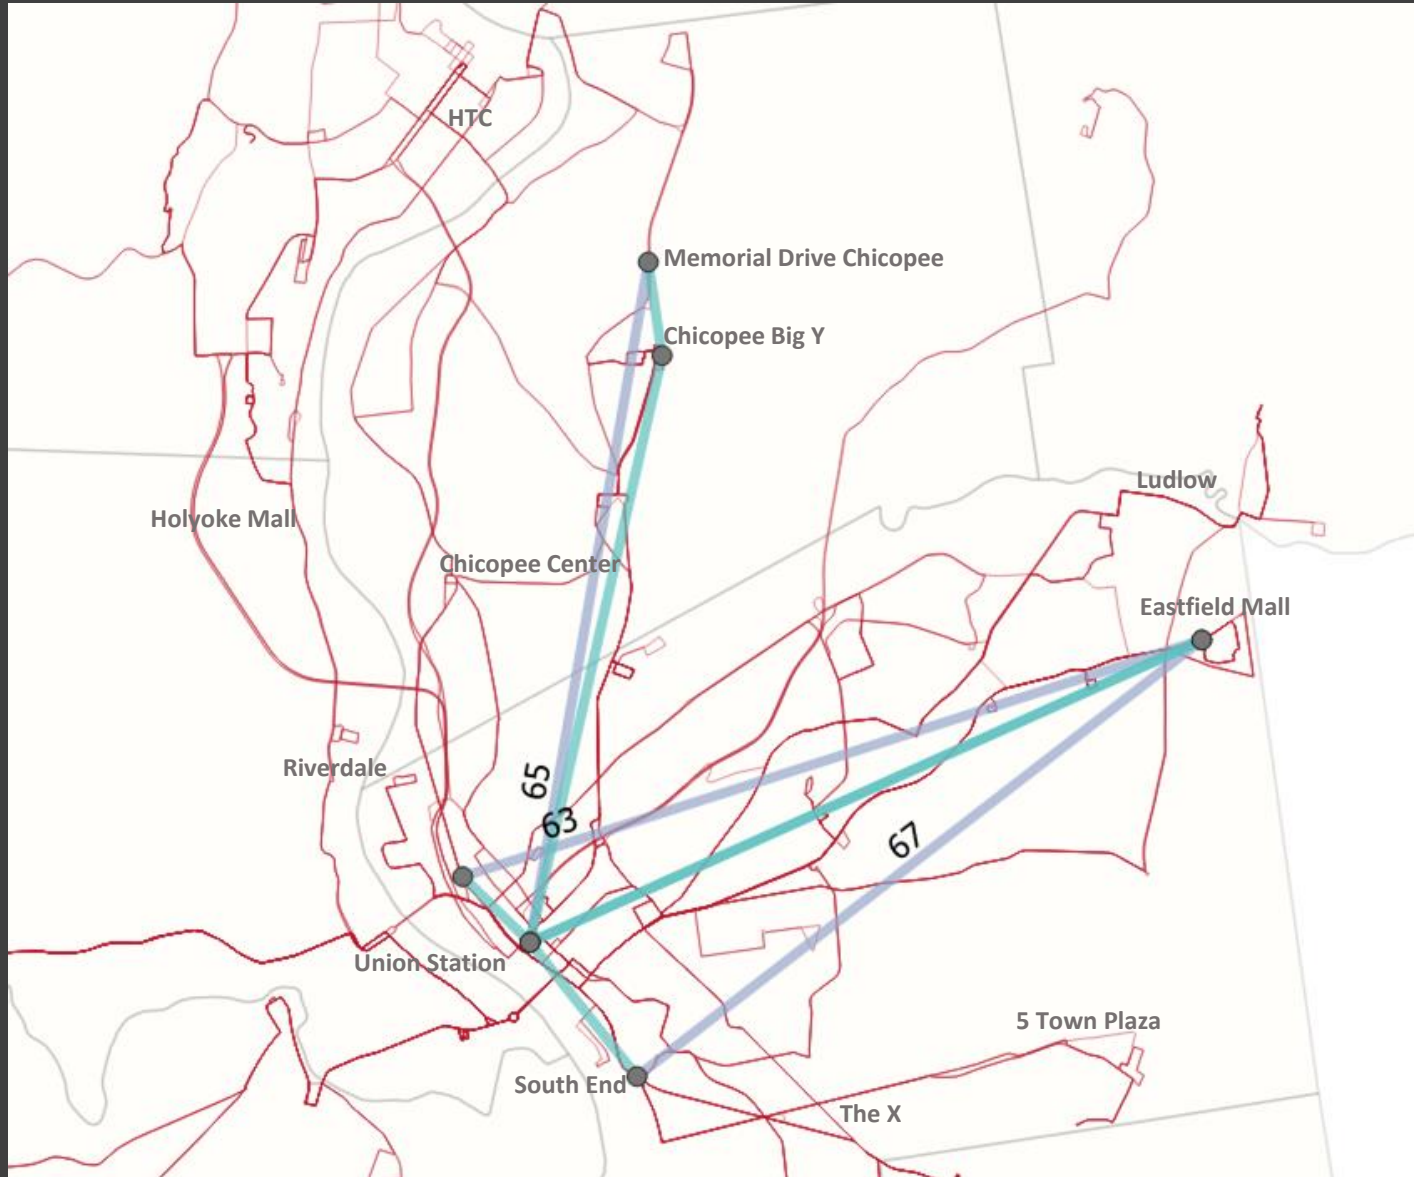 HTC
Memorial Drive Chicopee
Chicopee Big Y
Ludlow
Holyoke Mall
Chicopee Center
Eastfield Mall
Riverdale
65
63
67
Union Station
5 Town Plaza
South End
The X